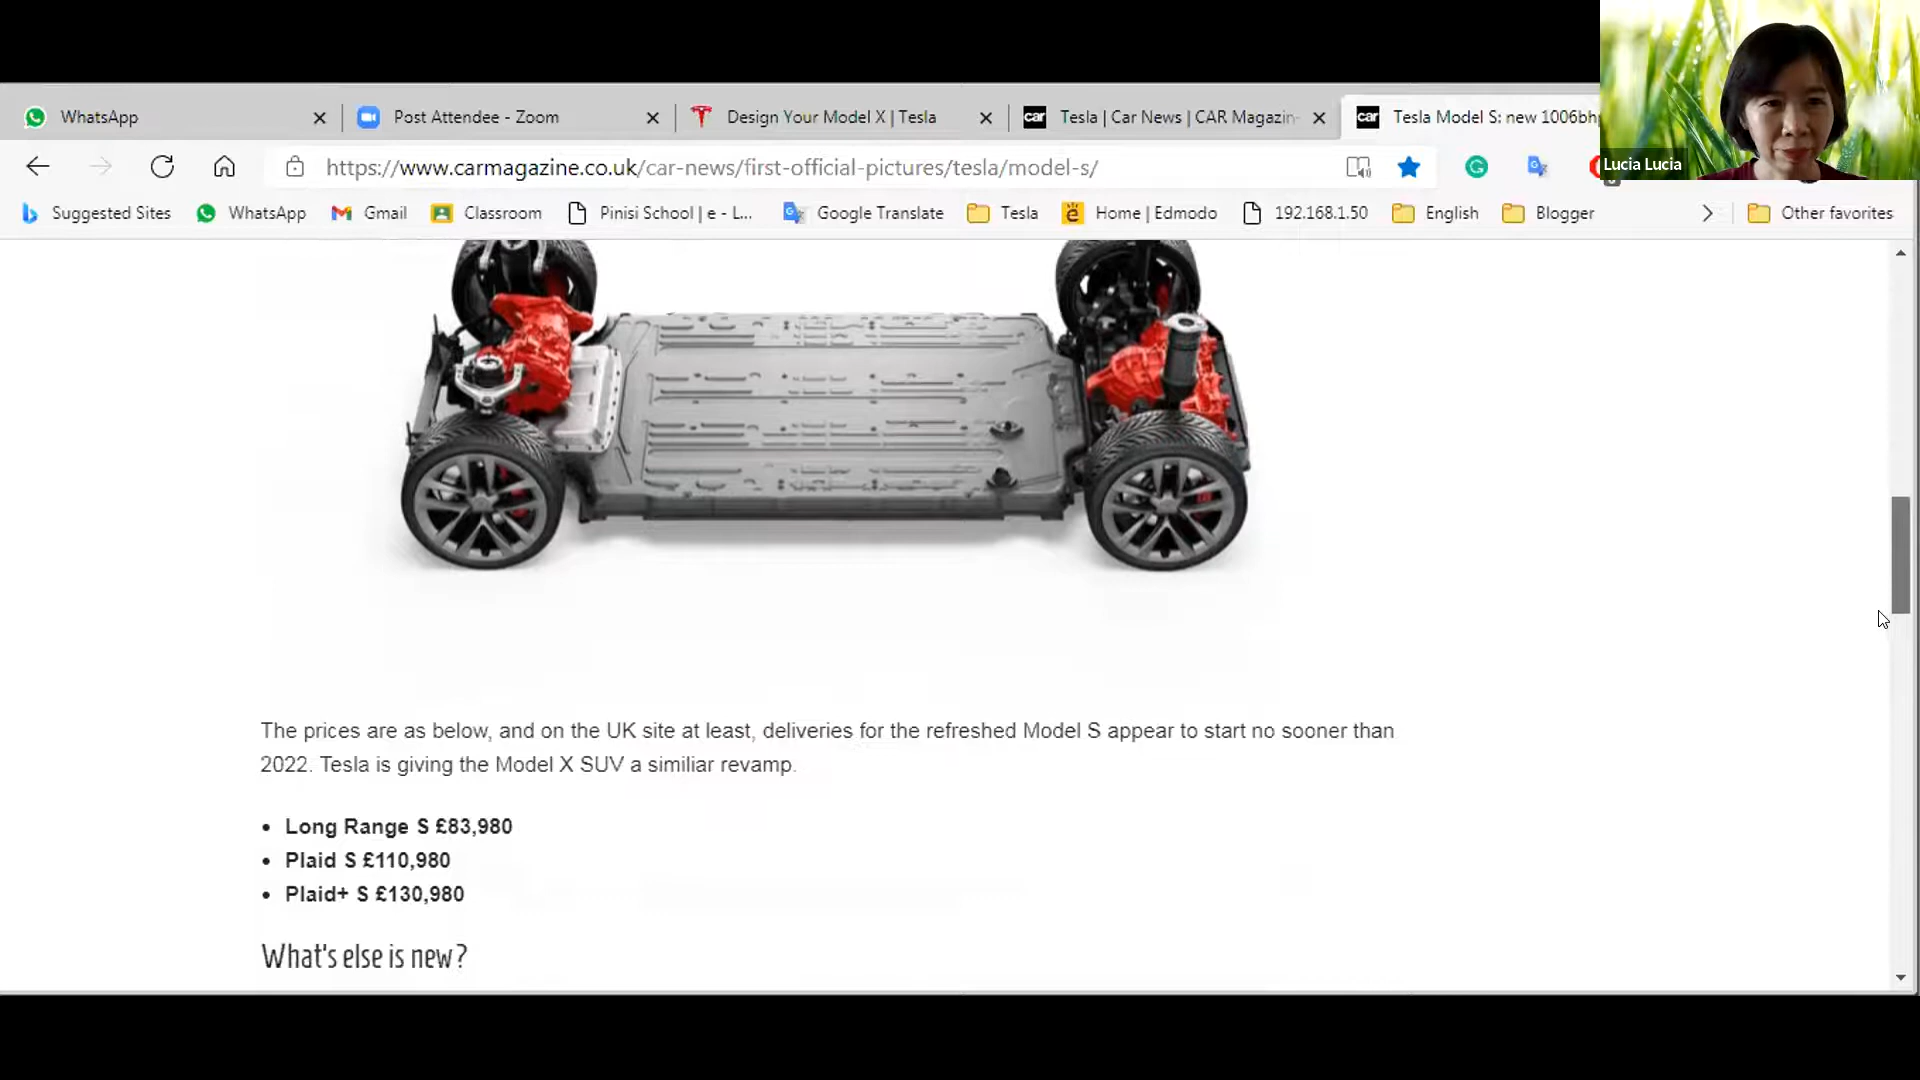 WhatsApp
Post Attendee - Zoom
Design Your Model X | Tesla
Tesla | Car News | CAR Magazin
Tesla Model S: new 1006bhp
https://www.carmagazine.co.uk/car-news/first-official-pictures/tesla/model-s/
Lucia Lucia
Suggested Sites
WhatsApp
Gmail
Classroom
Pinisi School | e - L...
Google Translate
Tesla
Home | Edmodo
192.168.1.50
English
Blogger
Other favorites
The prices are as below, and on the UK site at least, deliveries for the refreshed Model S appear to start no sooner than
2022. Tesla is giving the Model X SUV a similiar revamp.
• Long Range S £83,980
• Plaid S £110,980
• Plaid+ S £130,980
What's else is new?